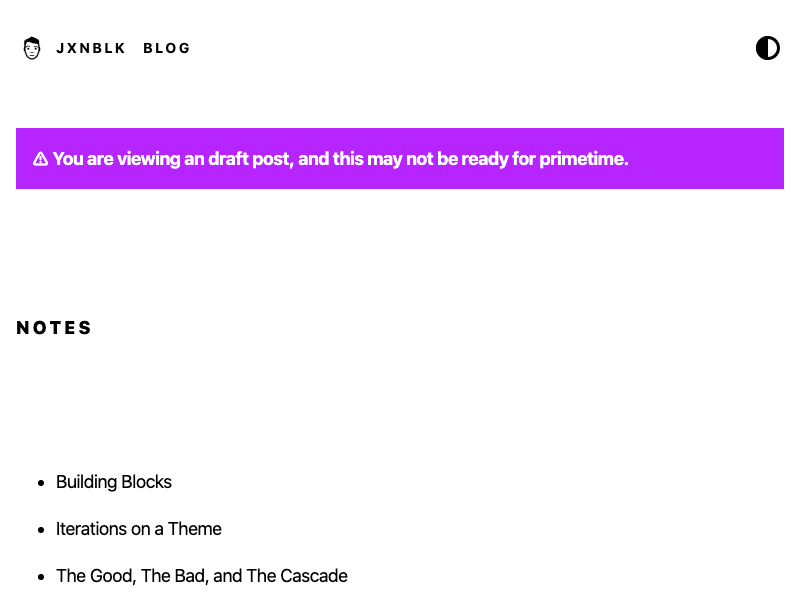 JXNBLK BLOG
⚠ You are viewing an draft post, and this may not be ready for primetime.
NOTES
• Building Blocks
• Iterations on a Theme
• The Good, The Bad, and The Cascade